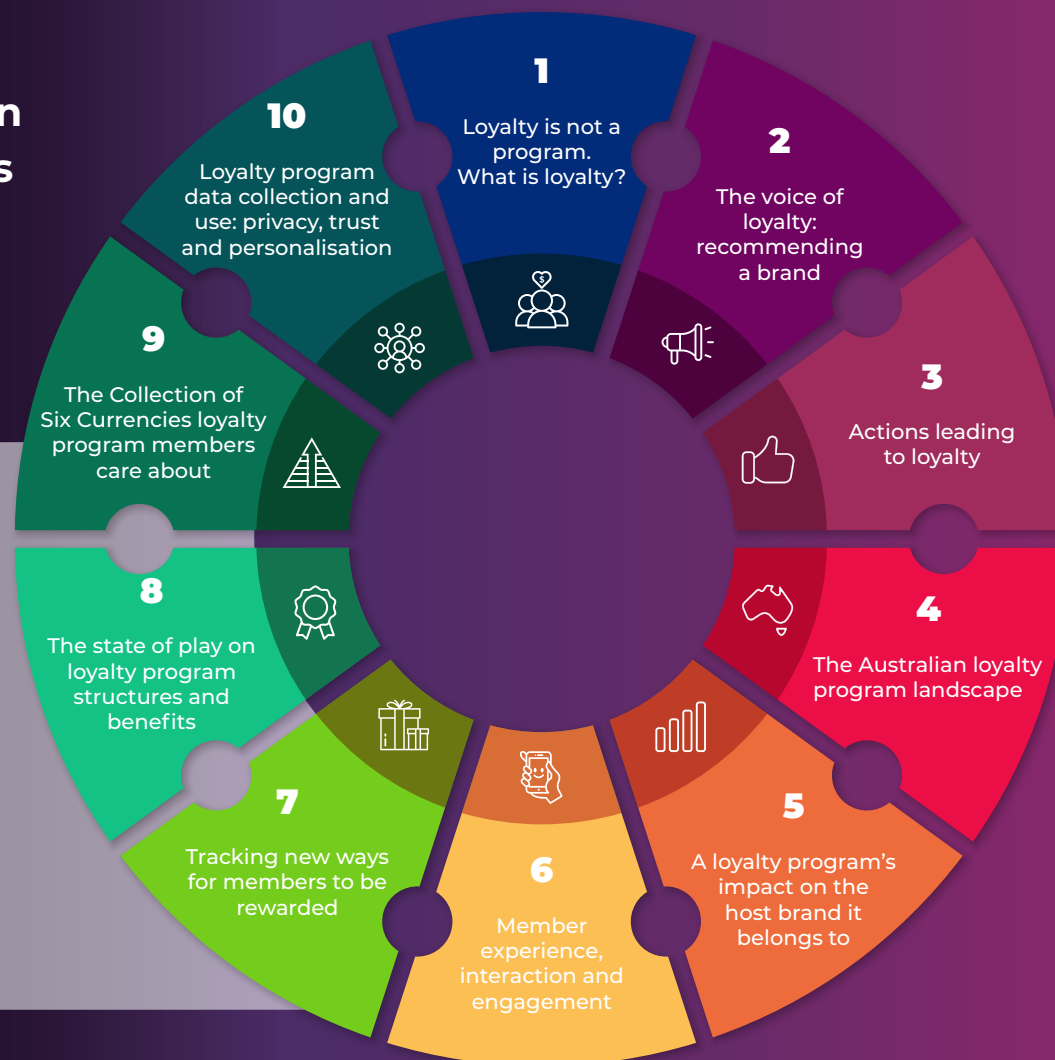 n
s
1
Loyalty is not a
program.
What is loyalty?
2
The voice of
loyalty:
recommending
a brand
3
Actions leading
to loyalty
4
The Australian loyalty
program landscape
5
A loyalty program's
impact on the
host brand it
belongs to
6
Member
experience,
interaction and
engagement
7
Tracking new ways
for members to be
rewarded
8
The state of play on
loyalty program
structures and
benefits
9
The Collection of
Six Currencies loyalty
program members
care about
10
Loyalty program
data collection and
use: privacy, trust
and personalisation
$